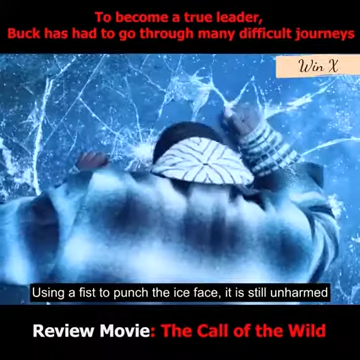 To become a true leader,
Buck has had to go through many difficult journeys
Win X
Using a fist to punch the ice face, it is still unharmed
Review Movie: The Call of the Wild